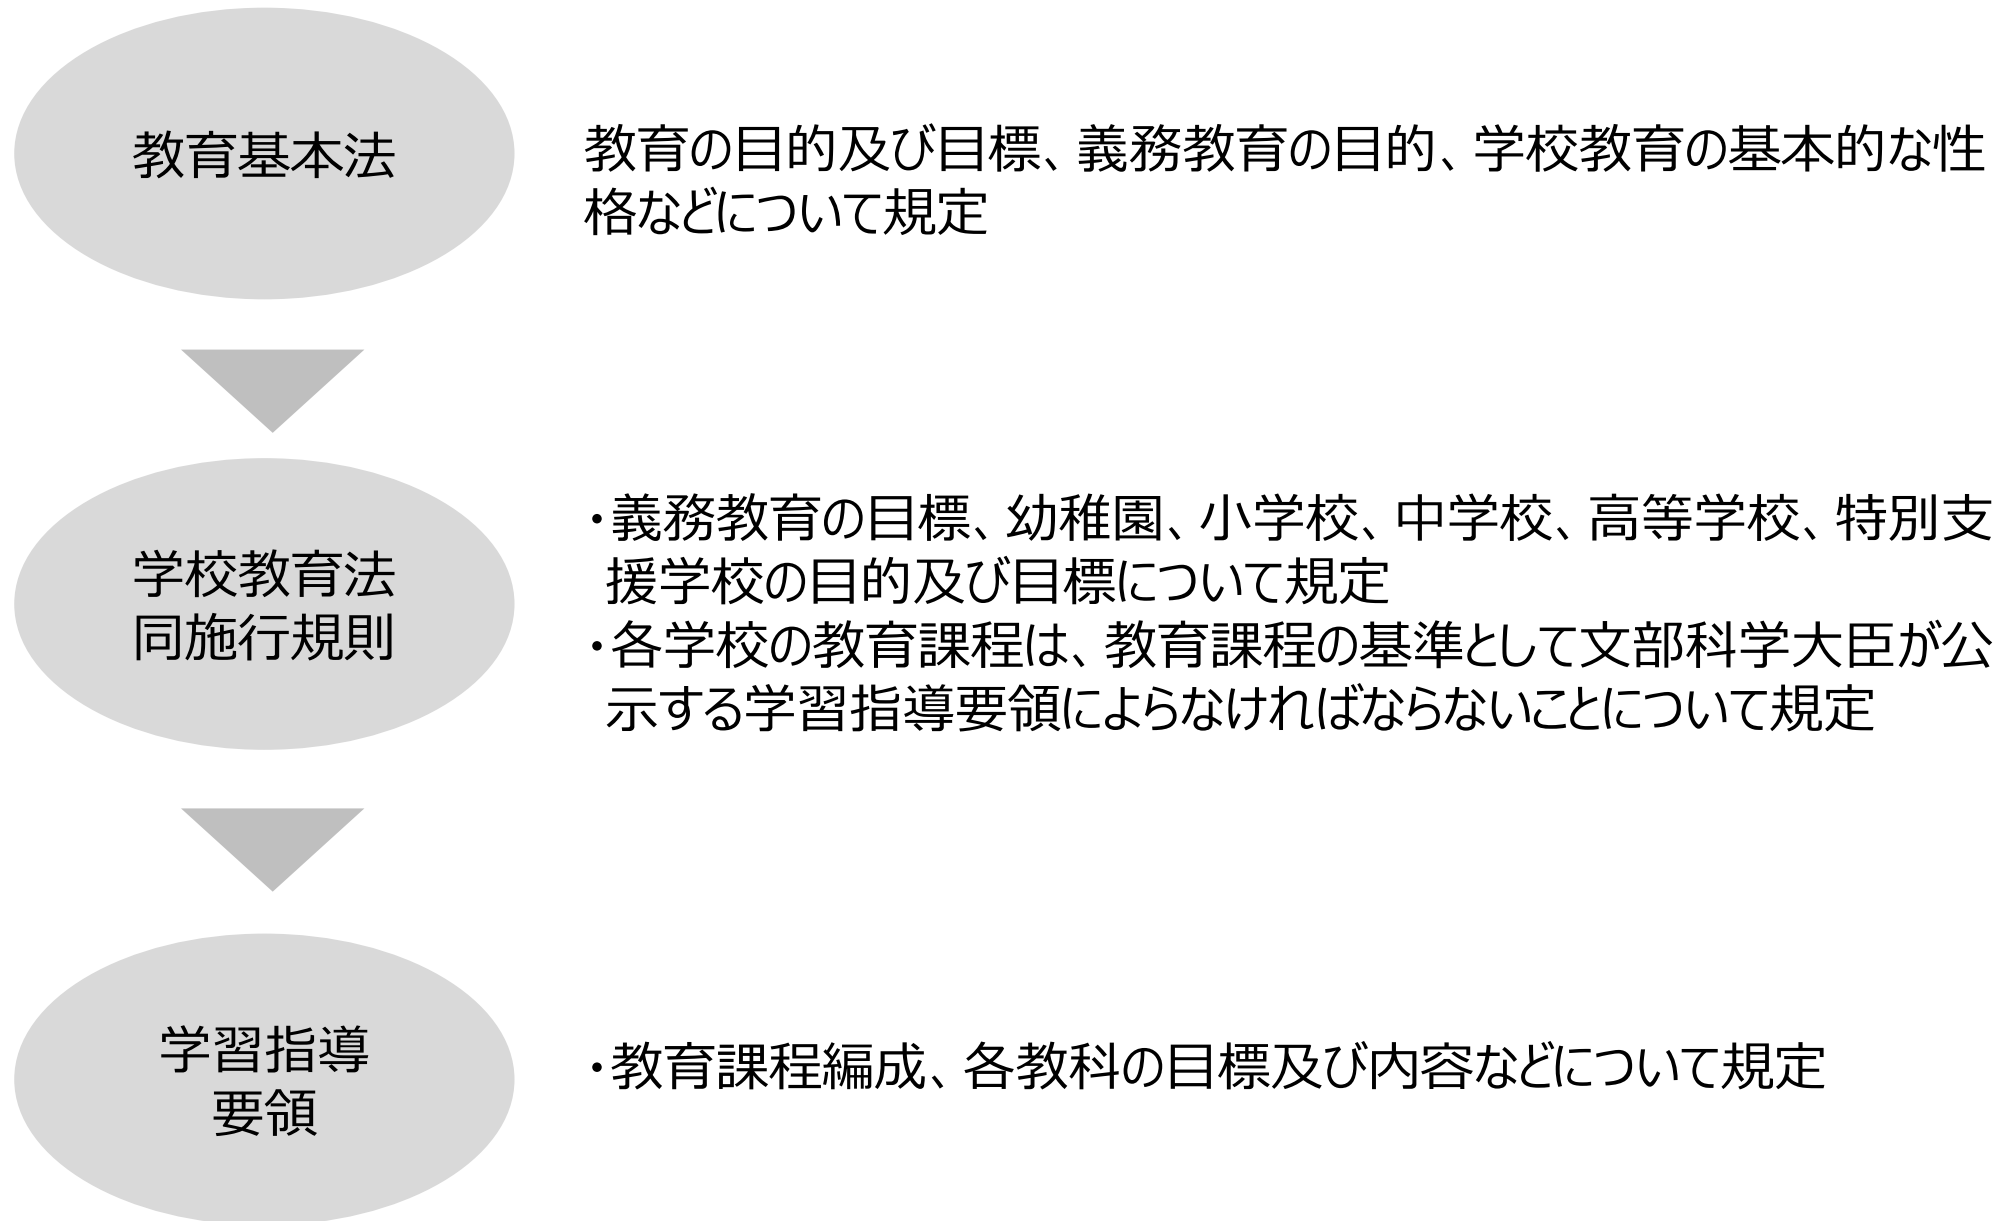 教育基本法
教育の目的及び目標、義務教育の目的、学校教育の基本的な性
格などについて規定
学校教育法
同施行規則
・義務教育の目標、幼稚園、小学校、中学校、高等学校、特別支
援学校の目的及び目標について規定
・各学校の教育課程は、教育課程の基準として文部科学大臣が公
示する学習指導要領によらなければならないことについて規定
学習指導
要領
・教育課程編成、各教科の目標及び内容などについて規定